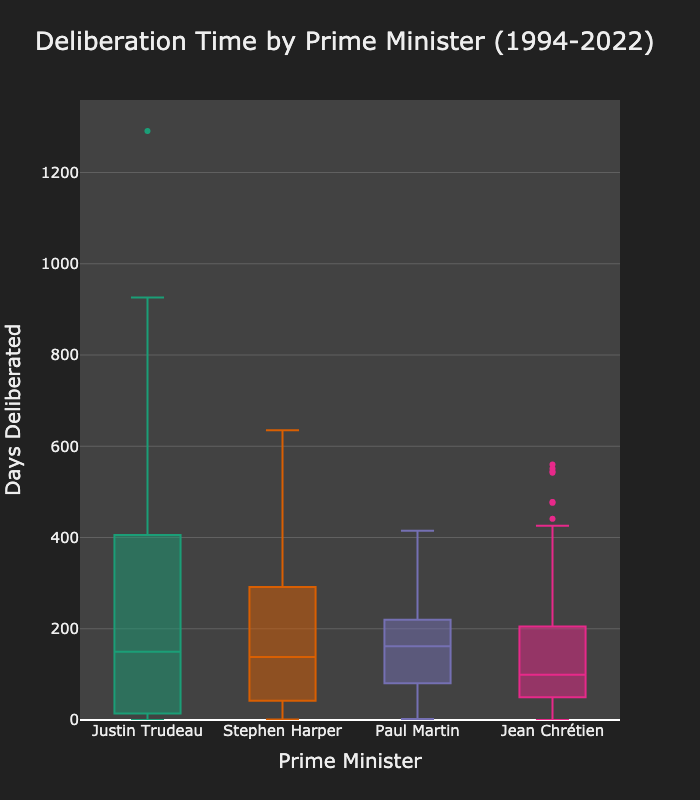 Deliberation Time by Prime Minister (1994-2022)
Days Deliberated
1200
1000
800
600
400
200
0
Justin Trudeau Stephen Harper Paul Martin Jean Chrétien
Prime Minister